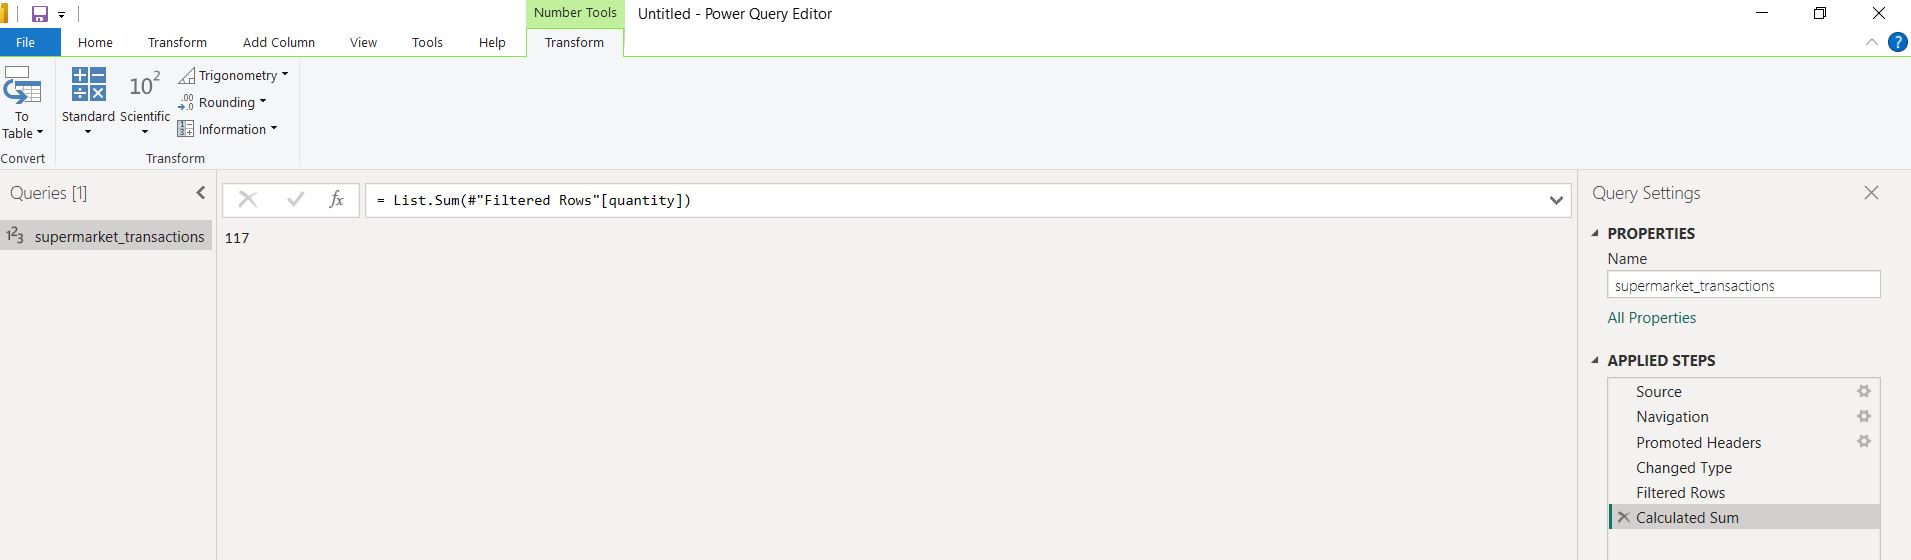 Number Tools
Untitled - Power Query Editor
File Home Transform Add Column View Tools Help Transform
To Table
Standard
Scientific
Trigonometry
Rounding
Information
Convert
Transform
Queries [1]
fx
= List.Sum(#"Filtered Rows"[quantity])
Query Settings
supermarket_transactions
117
PROPERTIES
Name
supermarket_transactions
All Properties
APPLIED STEPS
Source
Navigation
Promoted Headers
Changed Type
Filtered Rows
Calculated Sum